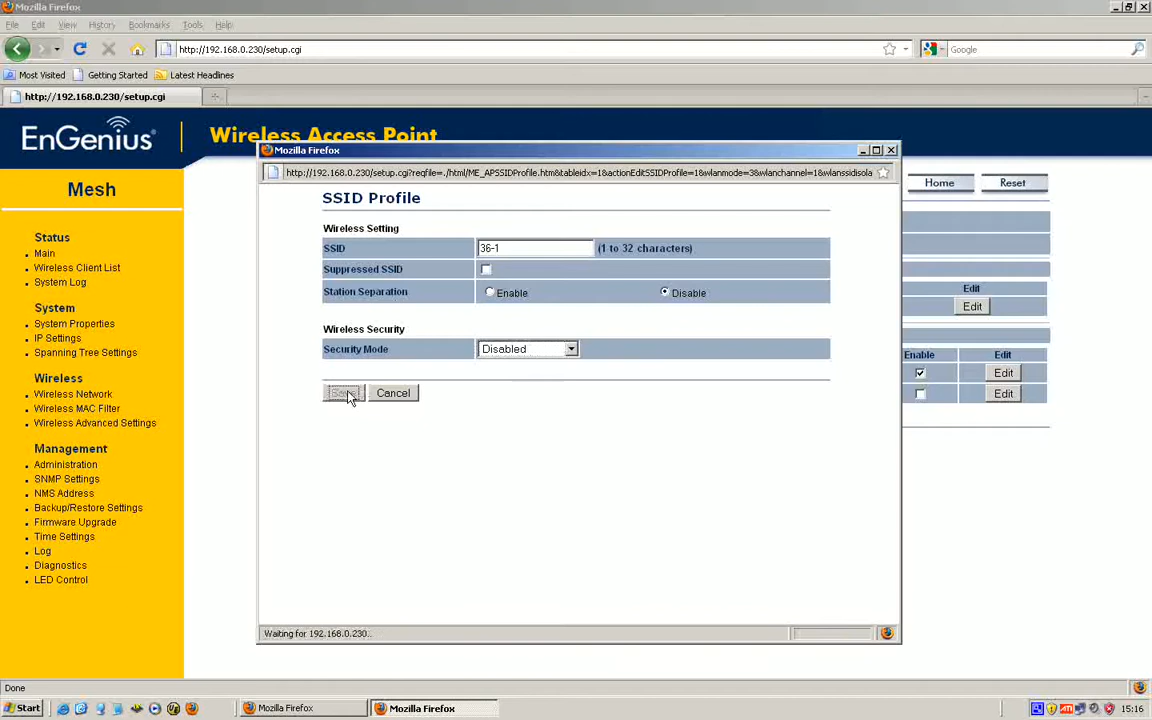 Mozilla Firefox
File Edit View History Bookmarks Tools Help
http://192.168.0.230/setup.cgi
Google
Most Visited Getting Started Latest Headlines
http://192.168.0.230/setup.cgi
EnGenius® Wireless Access Point
Mesh
Home Reset
Status
Main
Wireless Client List
System Log
System
System Properties
IP Settings
Spanning Tree Settings
Wireless
Wireless Network
Wireless MAC Filter
Wireless Advanced Settings
Management
Administration
SNMP Settings
NMS Address
Backup/Restore Settings
Firmware Upgrade
Time Settings
Log
Diagnostics
LED Control
Mozilla Firefox
http://192.168.0.230/setup.cgi?reqfile=./html/ME_APSSIDProfile.htm&tableidx=1&actionEditSSIDProfile=1&wlanmode=3&wlanchannel=1&wlanssidisola
SSID Profile
Wireless Setting
SSID 36-1 (1 to 32 characters)
Suppressed SSID
Station Separation Enable Disable
Wireless Security
Security Mode Disabled
Cancel
Waiting for 192.168.0.230..
Edit
Edit
Enable Edit
Edit
Edit
Done
Start Mozilla Firefox Mozilla Firefox 15:16